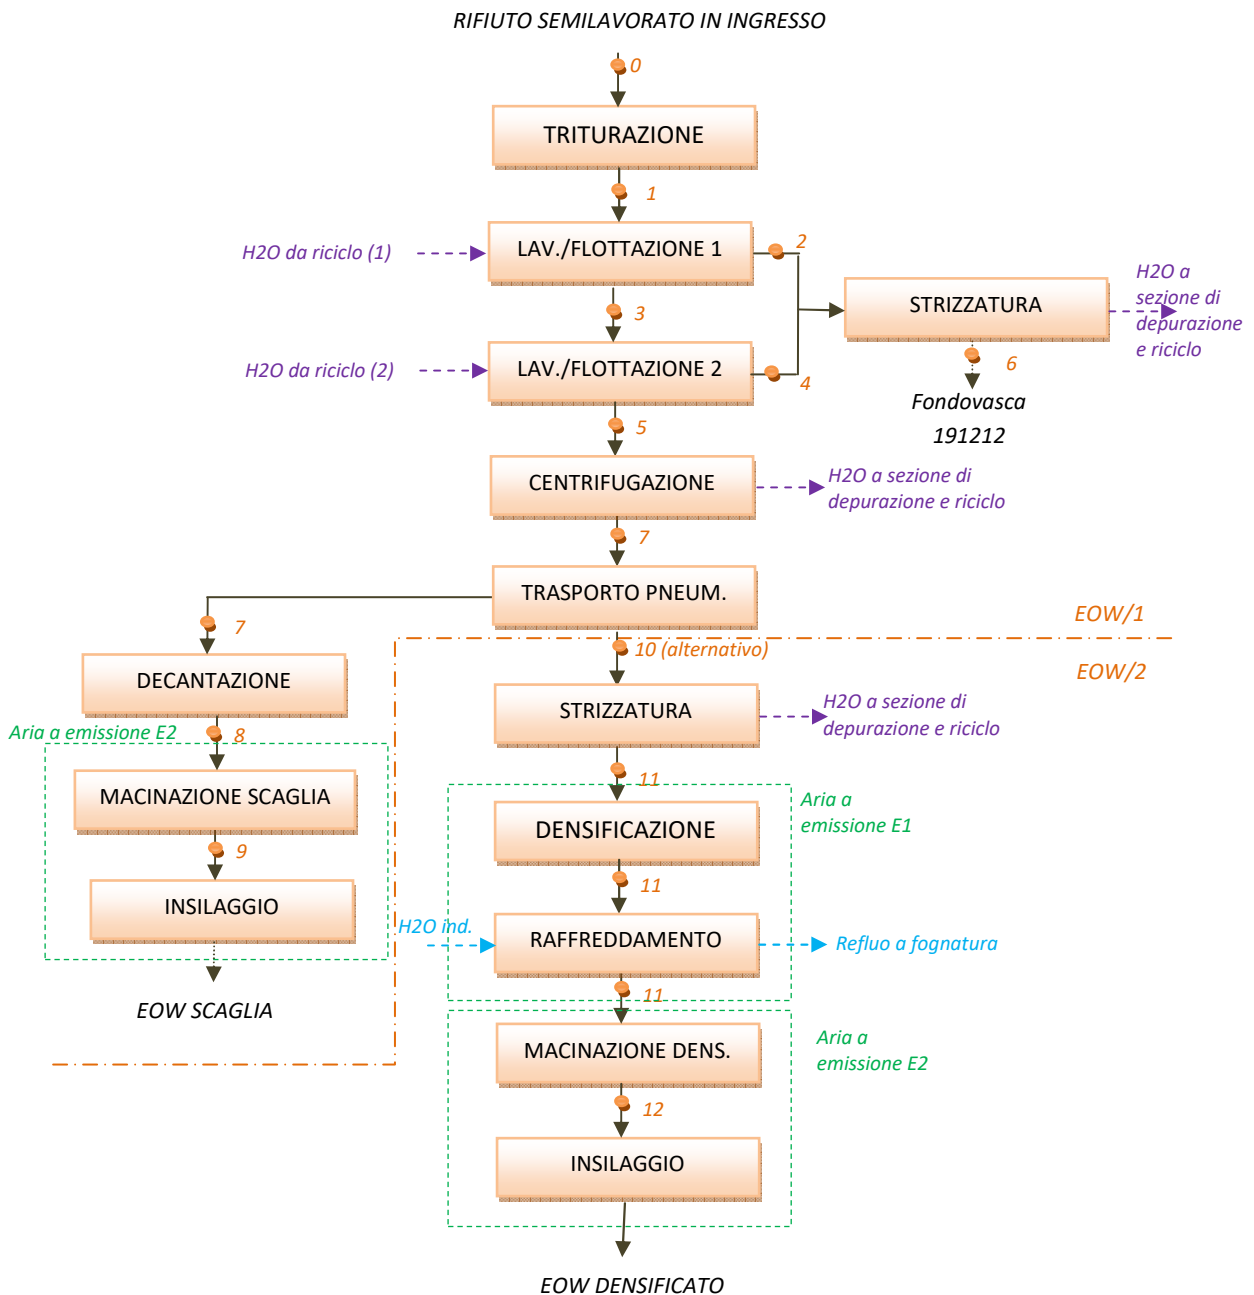 RIFIUTO SEMILAVORATO IN INGRESSO
0
TRITURAZIONE
1
H2O da riciclo (1)
LAV./FLOTTAZIONE 1
2
3
STRIZZATURA
H2O a
sezione di
depurazione
e riciclo
H2O da riciclo (2)
LAV./FLOTTAZIONE 2
4
6
Fondovasca
191212
5
CENTRIFUGAZIONE
H2O a sezione di
depurazione e riciclo
7
TRASPORTO PNEUM.
EOW/1
7
10 (alternativo)
EOW/2
DECANTAZIONE
STRIZZATURA
H2O a sezione di
depurazione e riciclo
Aria a emissione E2
8
MACINAZIONE SCAGLIA
9
INSILAGGIO
EOW SCAGLIA
11
DENSIFICAZIONE
Aria a
emissione E1
11
H2O ind.
RAFFREDDAMENTO
Refluo a fognatura
11
MACINAZIONE DENS.
Aria a
emissione E2
12
INSILAGGIO
EOW DENSIFICATO